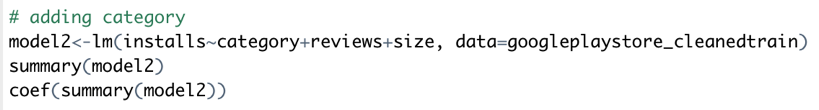 # adding category
model2<-lm(installs~category+reviews+size, data=googleplaystore_cleanedtrain)
summary(model2)
coef(summary(model2))